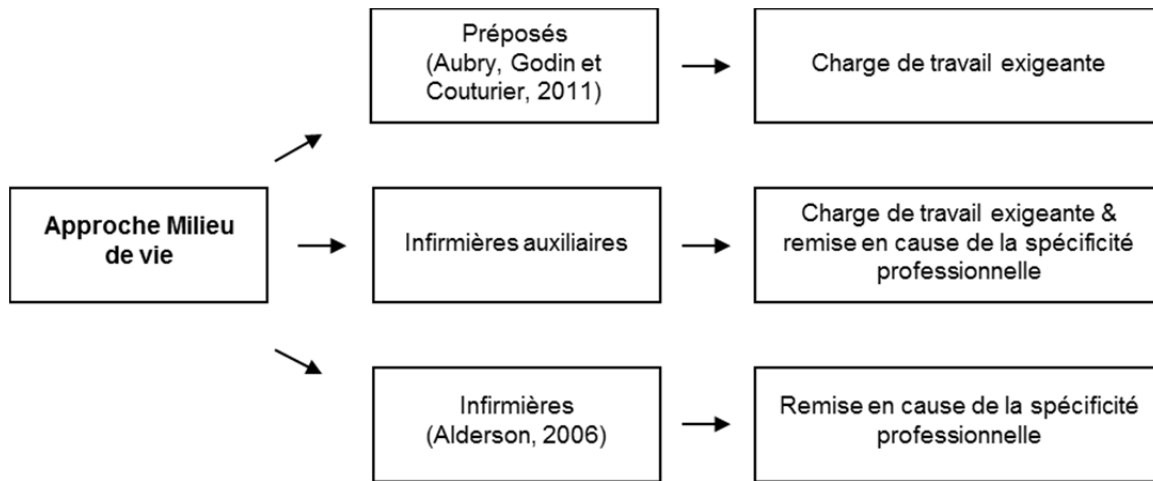 Préposés
(Aubry, Godin et
Couturier, 2011)
Charge de travail exigeante
Approche Milieu
de vie
Infirmières auxiliaires
Charge de travail exigeante &
remise en cause de la spécificité
professionnelle
Infirmières
(Alderson, 2006)
Remise en cause de la spécificité
professionnelle